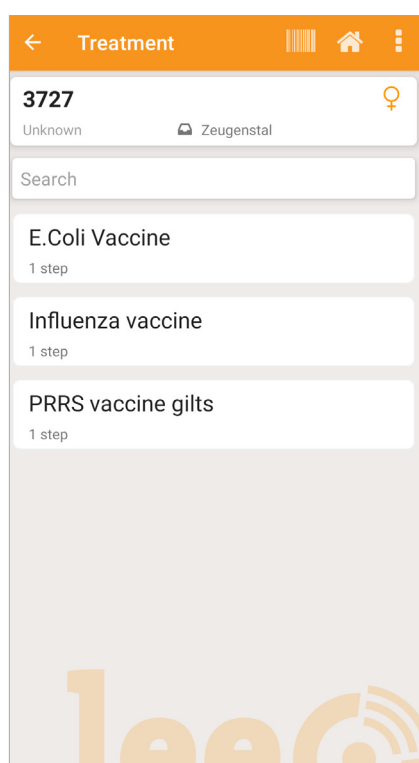 Treatment
3727
Unknown Zeugenstal
Search
E.Coli Vaccine
1 step
Influenza vaccine
1 step
PRRS vaccine gilts
1 step